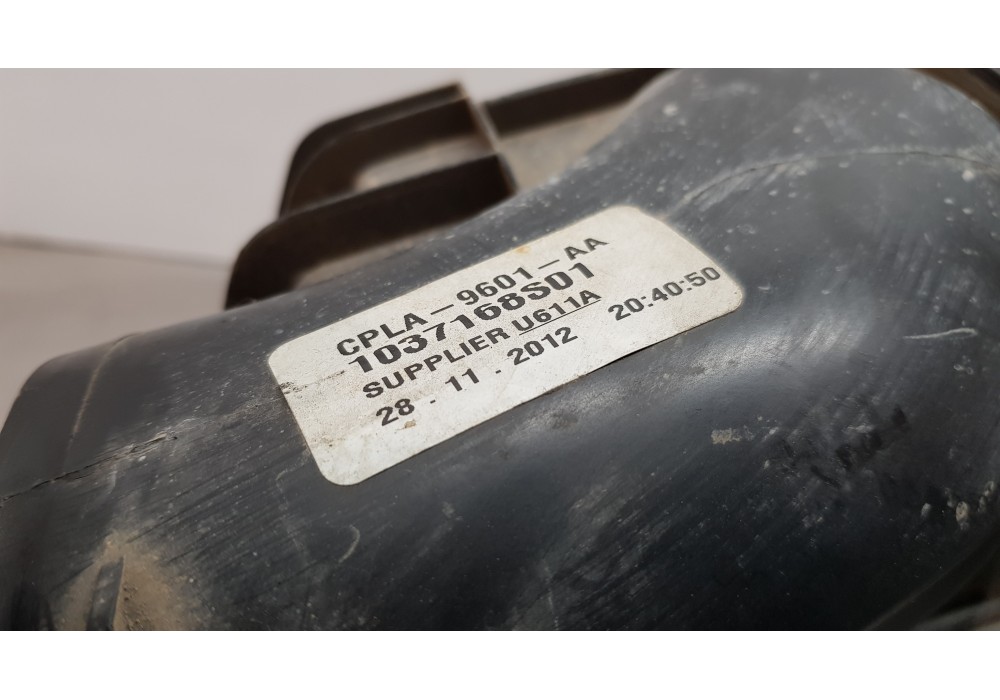 CPLA-9601-AA
1037168S01
SUPPLIER U611A
28 - 11 - 2012 20:40:50